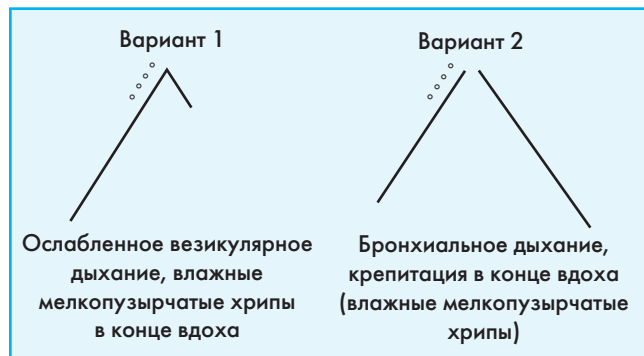 Вариант 1
Ослабленное везикулярное
дыхание, влажные
мелкопузырчатые хрипы
в конце вдоха
Вариант 2
Бронхиальное дыхание,
крепитация в конце вдоха
(влажные мелкопузырчатые
хрипы)